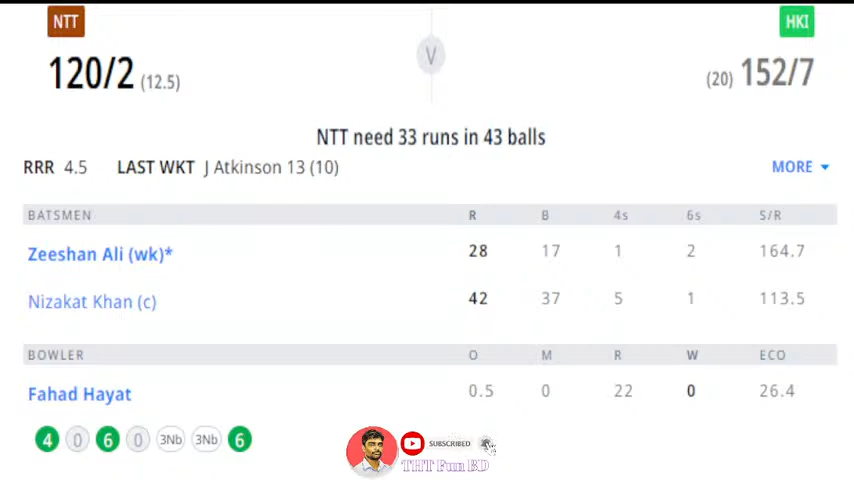 NTT
HKI
V
120/2 (12.5)
(20) 152/7
NTT need 33 runs in 43 balls
RRR 4.5 LAST WKT J Atkinson 13 (10) MORE
BATSMEN R B 4s 6s S/R
Zeeshan Ali (wk)* 28 17 1 2 164.7
Nizakat Khan (c) 42 37 5 1 113.5
BOWLER O M R W ECO
Fahad Hayat 0.5 0 22 0 26.4
4 0 6 0 3Nb 3Nb 6
SUBSCRIBED
THT Fun BD